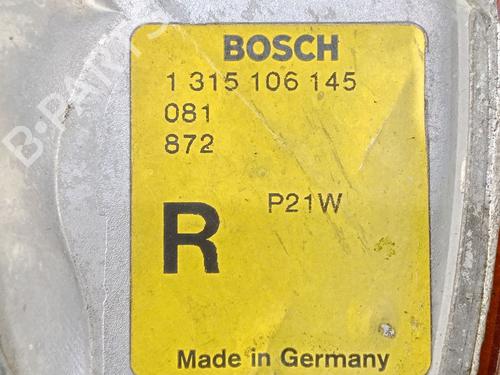 BOSCH
1 315 106 145
081
872
P21W
R
Made in Germany
B-PARTS